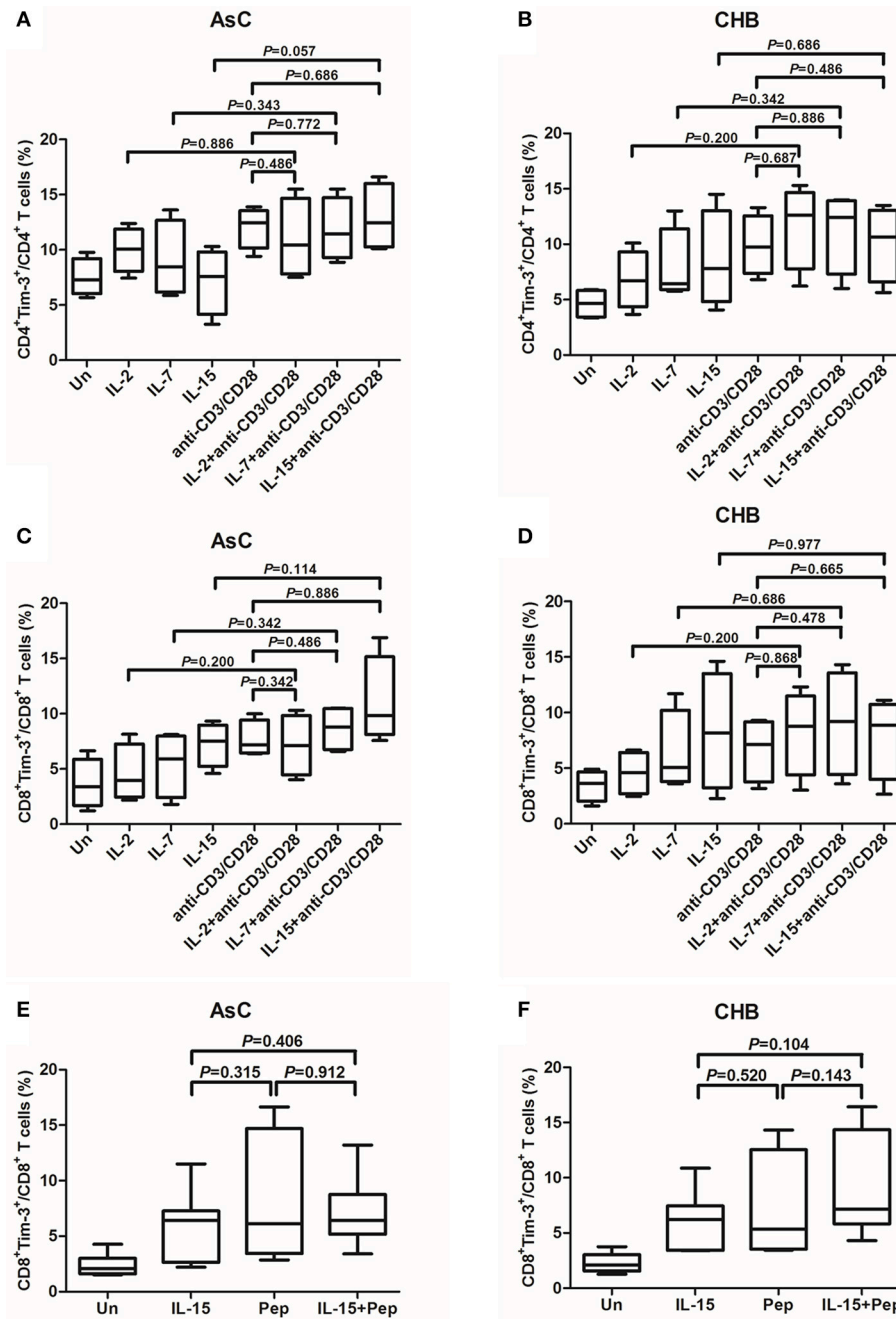 A
AsC
P=0.057
P=0.686
P=0.343
P=0.772
P=0.886
P=0.486
CD4+Tim-3+/CD4+ T cells (%)
20
15
10
5
0
Un
IL-2
IL-7
IL-15
anti-CD3/CD28
IL-2+anti-CD3/CD28
IL-7+anti-CD3/CD28
IL-15+anti-CD3/CD28
B
CHB
P=0.686
P=0.486
P=0.342
P=0.886
P=0.200
P=0.687
CD4+Tim-3+/CD4+ T cells (%)
20
15
10
5
0
Un
IL-2
IL-7
IL-15
anti-CD3/CD28
IL-2+anti-CD3/CD28
IL-7+anti-CD3/CD28
IL-15+anti-CD3/CD28
C
AsC
P=0.114
P=0.886
P=0.342
P=0.486
P=0.200
P=0.342
CD8+Tim-3+/CD8+ T cells (%)
20
15
10
5
0
Un
IL-2
IL-7
IL-15
anti-CD3/CD28
IL-2+anti-CD3/CD28
IL-7+anti-CD3/CD28
IL-15+anti-CD3/CD28
D
CHB
P=0.977
P=0.665
P=0.686
P=0.478
P=0.200
P=0.868
CD8+Tim-3+/CD8+ T cells (%)
20
15
10
5
0
Un
IL-2
IL-7
IL-15
anti-CD3/CD28
IL-2+anti-CD3/CD28
IL-7+anti-CD3/CD28
IL-15+anti-CD3/CD28
E
AsC
P=0.406
P=0.315
P=0.912
CD8+Tim-3+/CD8+ T cells (%)
20
15
10
5
0
Un
IL-15
Pep
IL-15+Pep
F
CHB
P=0.104
P=0.520
P=0.143
CD8+Tim-3+/CD8+ T cells (%)
20
15
10
5
0
Un
IL-15
Pep
IL-15+Pep